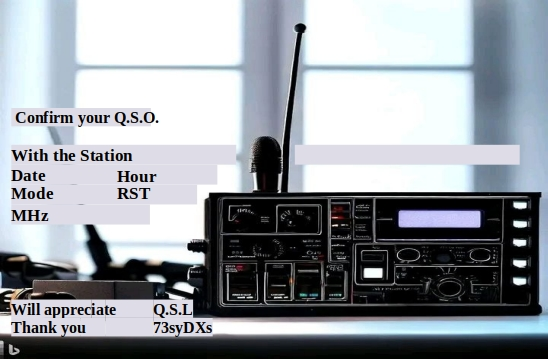 Confirm your Q.S.O.
With the Station
Date Hour
Mode RST
MHz
Will appreciate Q.S.L
Thank you 73syDXs